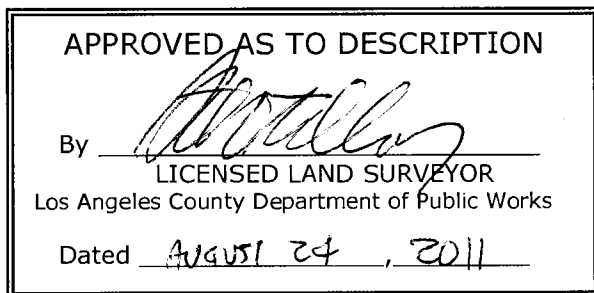 APPROVED AS TO DESCRIPTION
By
LICENSED LAND SURVEYOR
Los Angeles County Department of Public Works
Dated AUGUST 24, 2011